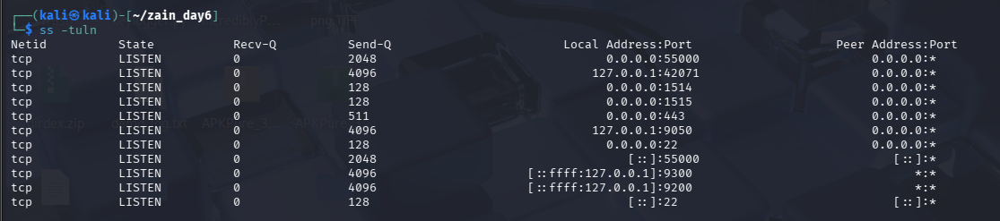 (kali㉿kali)-[~/zain_day6]
$ ss -tuln
Netid State Recv-Q Send-Q Local Address:Port Peer Address:Port
tcp LISTEN 0 2048 0.0.0.0:55000 0.0.0.0:*
tcp LISTEN 0 4096 127.0.0.1:42071 0.0.0.0:*
tcp LISTEN 0 128 0.0.0.0:1514 0.0.0.0:*
tcp LISTEN 0 128 0.0.0.0:1515 0.0.0.0:*
tcp LISTEN 0 511 0.0.0.0:443 0.0.0.0:*
tcp LISTEN 0 4096 127.0.0.1:9050 0.0.0.0:*
tcp LISTEN 0 128 0.0.0.0:22 0.0.0.0:*
tcp LISTEN 0 2048 [::]:55000 [::]:*
tcp LISTEN 0 4096 [::ffff:127.0.0.1]:9300 *:*
tcp LISTEN 0 4096 [::ffff:127.0.0.1]:9200 *:*
tcp LISTEN 0 128 [::]:22 [::]:*